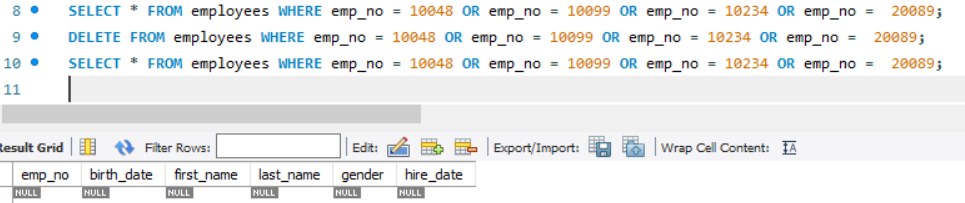 8 SELECT * FROM employees WHERE emp_no = 10048 OR emp_no = 10099 OR emp_no = 10234 OR emp_no =  20089;
9 DELETE FROM employees WHERE emp_no = 10048 OR emp_no = 10099 OR emp_no = 10234 OR emp_no =  20089;
10 SELECT * FROM employees WHERE emp_no = 10048 OR emp_no = 10099 OR emp_no = 10234 OR emp_no =  20089;
11
Result Grid Filter Rows: Edit: Export/Import: Wrap Cell Content: IA
emp_no birth_date first_name last_name gender hire_date
NULL NULL NULL NULL NULL NULL